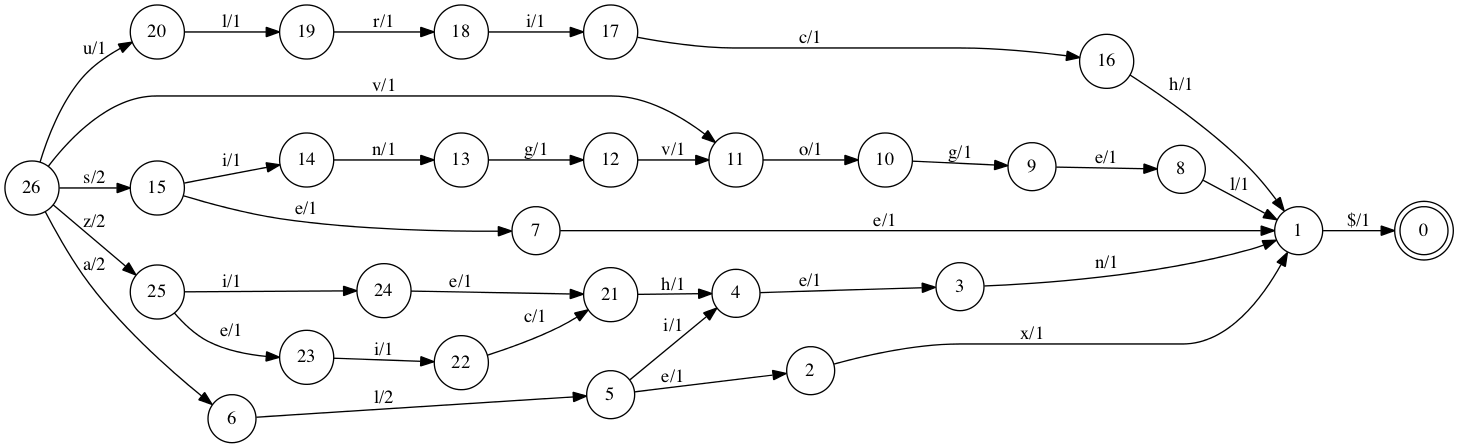 20 l/1 19 r/1 18 i/1 17
u/1
c/1
16
h/1
v/1
14 n/1 13 g/1 12 v/1 11 o/1 10 g/1 9 e/1 8
i/1
l/1
26 s/2 15
e/1
7 e/1 1 $/1 0
z/2
a/2
25 i/1 24 e/1 21 h/1 4 e/1 3 n/1
c/1
e/1
i/1
23 i/1 22
x/1
2
e/1
6 l/2 5